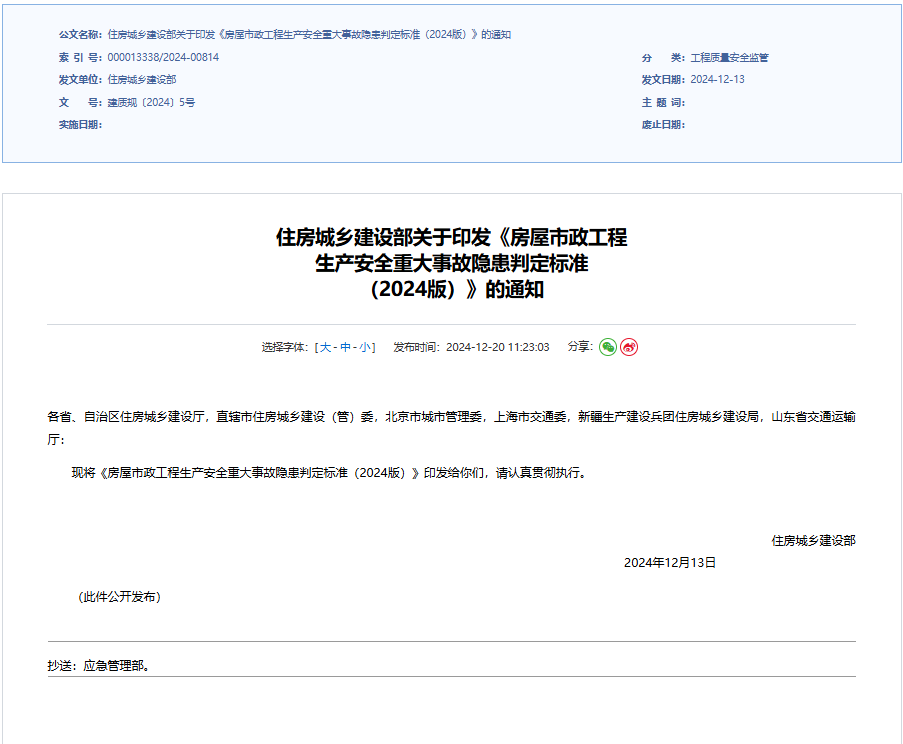 公文名称：住房城乡建设部关于印发《房屋市政工程生产安全重大事故隐患判定标准（2024版）》的通知
索 引 号：000013338/2024-00814 分 类：工程质量安全监管
发文单位：住房城乡建设部 发文日期：2024-12-13
文 号：建质规〔2024〕5号 主 题 词：
实施日期： 废止日期：
住房城乡建设部关于印发《房屋市政工程
生产安全重大事故隐患判定标准
（2024版）》的通知
选择字体：[大-中-小] 发布时间：2024-12-20 11:23:03 分享：
各省、自治区住房城乡建设厅，直辖市住房城乡建设（管）委，北京市城市管理委，上海市交通委，新疆生产建设兵团住房城乡建设局，山东省交通运输
厅：
现将《房屋市政工程生产安全重大事故隐患判定标准（2024版）》印发给你们，请认真贯彻执行。
住房城乡建设部
2024年12月13日
（此件公开发布）
抄送：应急管理部。